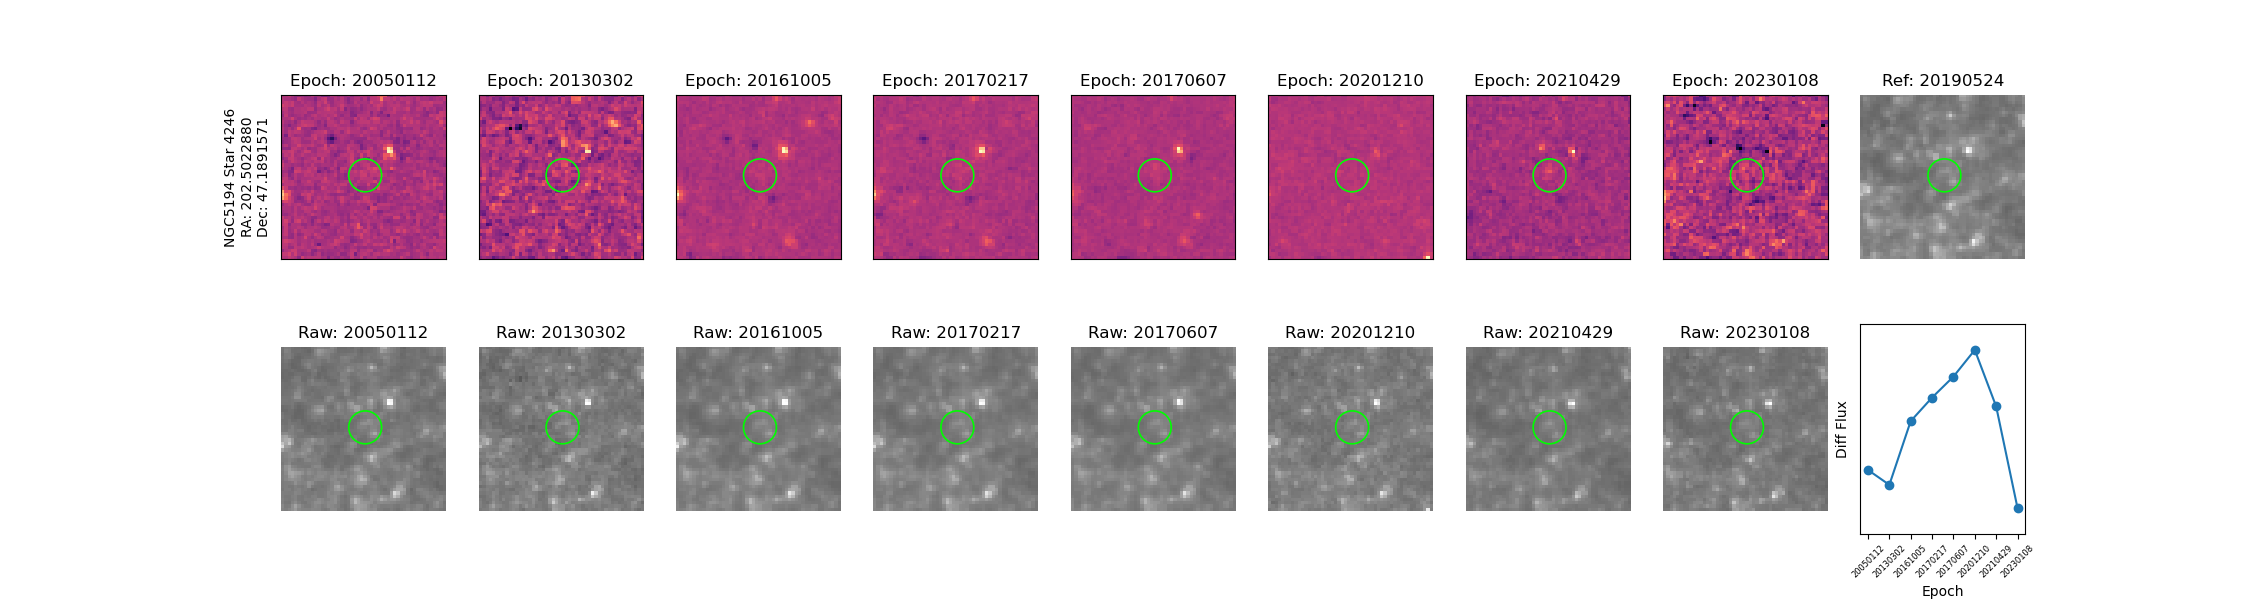 Epoch: 20050112
Epoch: 20130302
Epoch: 20161005
Epoch: 20170217
Epoch: 20170607
Epoch: 20201210
Epoch: 20210429
Epoch: 20230108
Ref: 20190524
NGC5194 Star 4246
RA: 202.5022880
Dec: 47.1891571
Raw: 20050112
Raw: 20130302
Raw: 20161005
Raw: 20170217
Raw: 20170607
Raw: 20201210
Raw: 20210429
Raw: 20230108
Diff Flux
20050112
20130302
20161005
20170217
20170607
20201210
20210429
20230108
Epoch